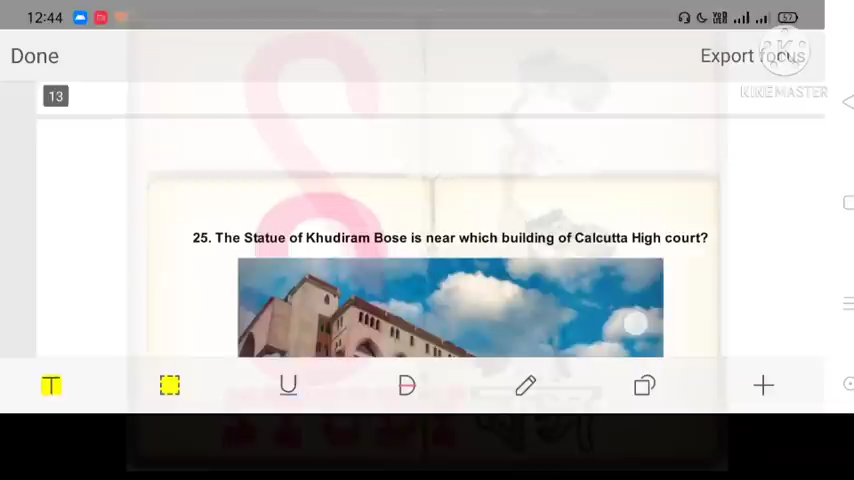 12:44
57
Done
Export focus
KINEMASTER
13
25. The Statue of Khudiram Bose is near which building of Calcutta High court?